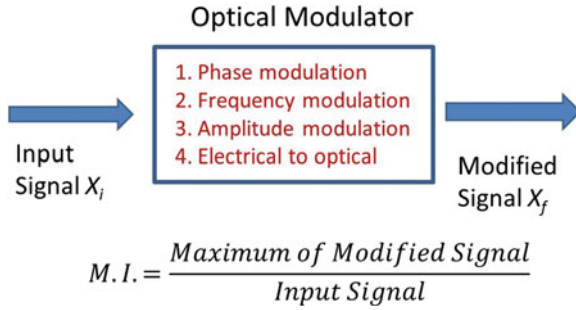 Optical Modulator
1. Phase modulation
2. Frequency modulation
3. Amplitude modulation
4. Electrical to optical
Input
Signal Xi
Modified
Signal Xf
M.I.= Maximum of Modified Signal
Input Signal